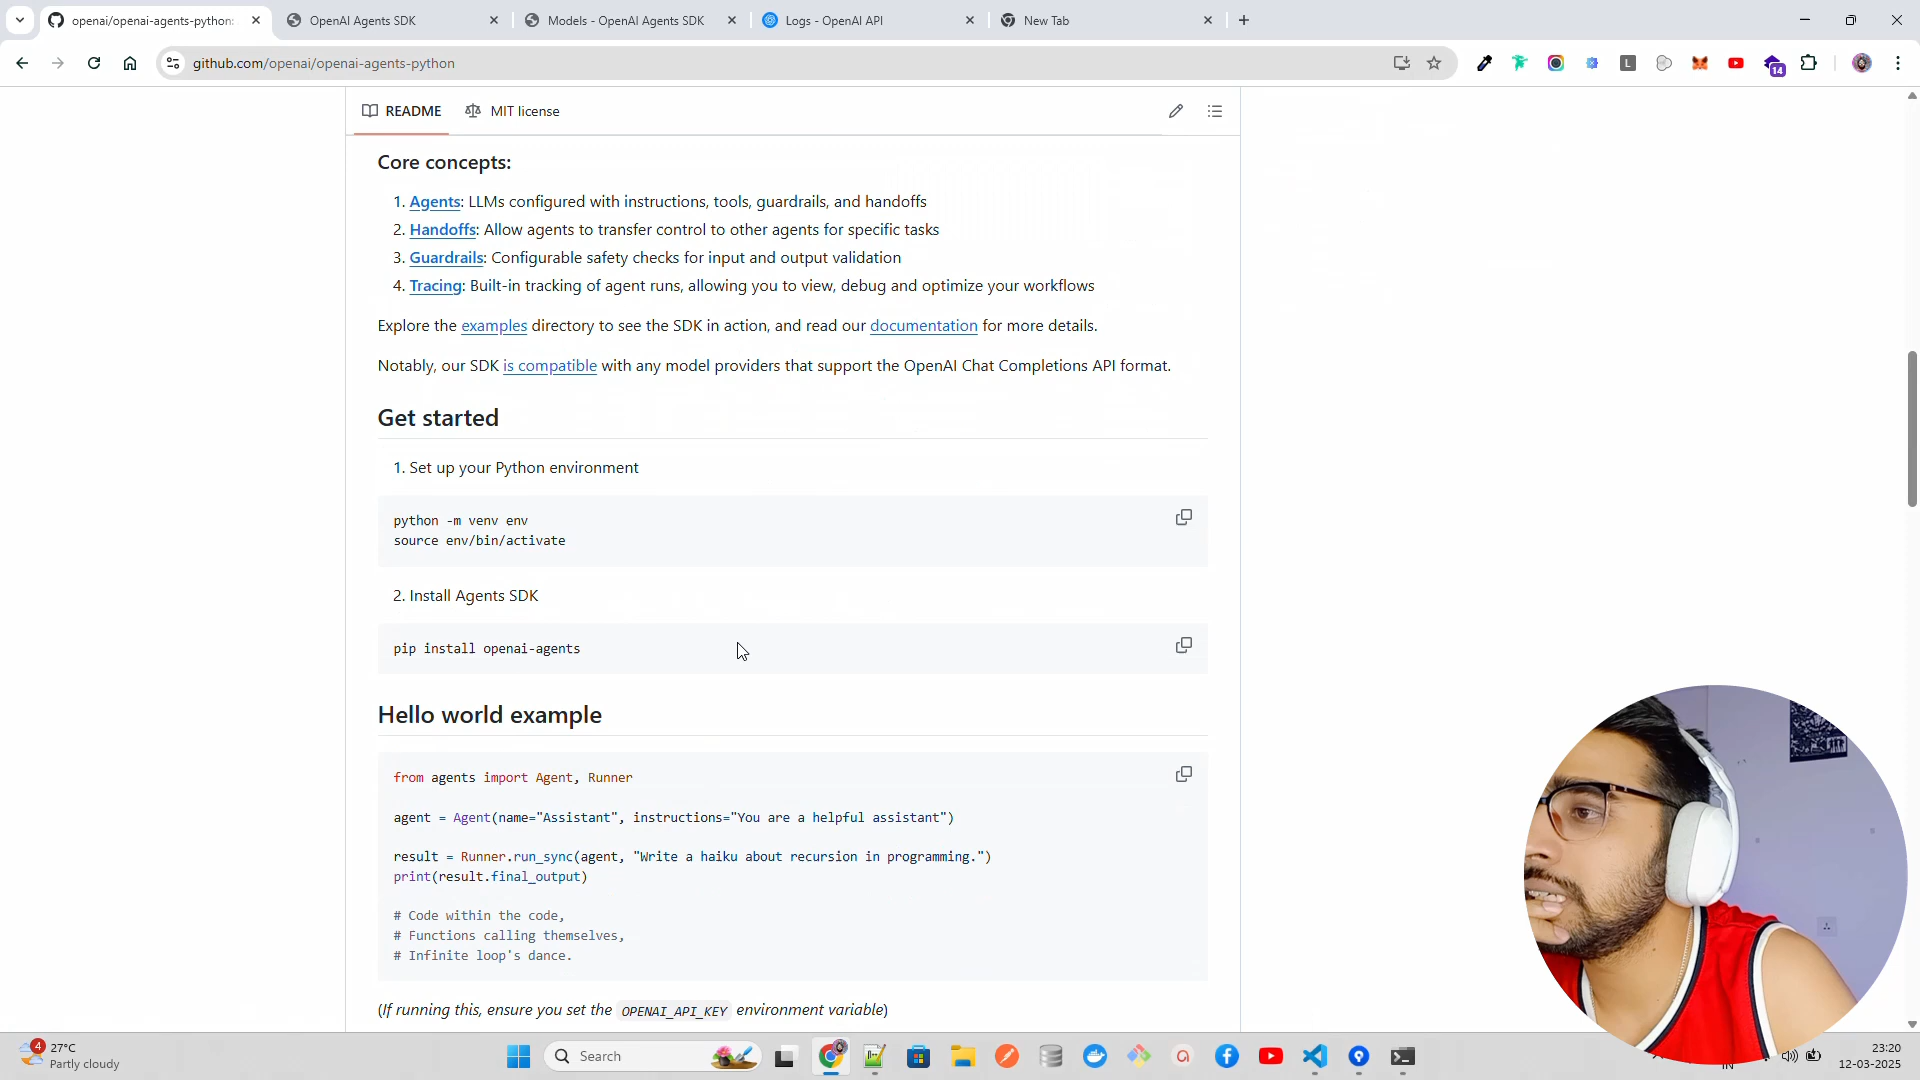 openai/openai-agents-python:
OpenAI Agents SDK
Models - OpenAI Agents SDK
Logs - OpenAI API
New Tab
github.com/openai/openai-agents-python
L
14
README
MIT license
Core concepts:
1. Agents: LLMs configured with instructions, tools, guardrails, and handoffs
2. Handoffs: Allow agents to transfer control to other agents for specific tasks
3. Guardrails: Configurable safety checks for input and output validation
4. Tracing: Built-in tracking of agent runs, allowing you to view, debug and optimize your workflows
Explore the examples directory to see the SDK in action, and read our documentation for more details.
Notably, our SDK is compatible with any model providers that support the OpenAI Chat Completions API format.
Get started
1. Set up your Python environment
python -m venv env
source env/bin/activate
2. Install Agents SDK
pip install openai-agents
Hello world example
from agents import Agent, Runner
agent = Agent(name="Assistant", instructions="You are a helpful assistant")
result = Runner.run_sync(agent, "Write a haiku about recursion in programming.")
print(result.final_output)
# Code within the code,
# Functions calling themselves,
# Infinite loop's dance.
(If running this, ensure you set the OPENAI_API_KEY environment variable)
4
27°C
Partly cloudy
Search
IN
23:20
12-03-2025